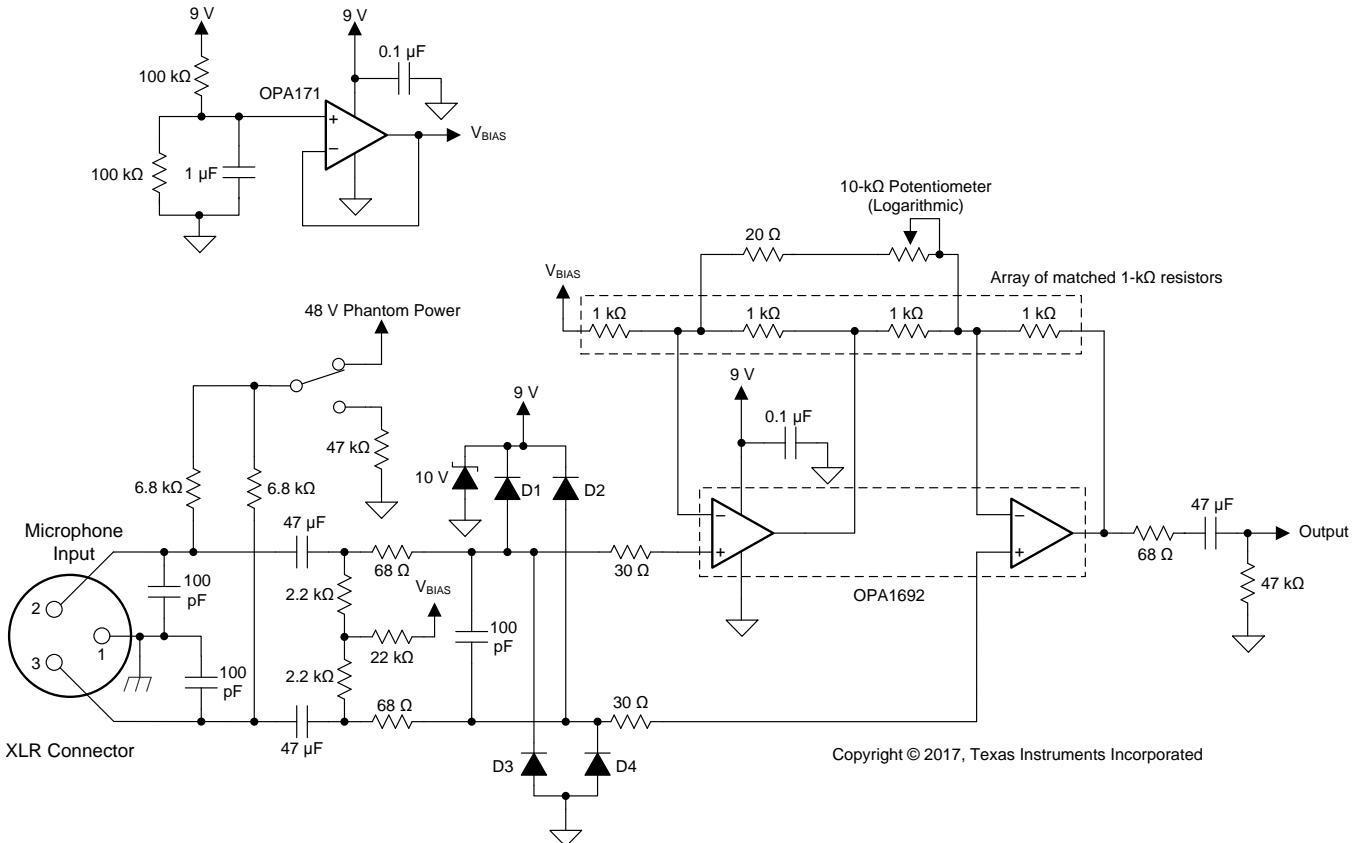 9 V
9 V
0.1 µF
100 kΩ
OPA171
+
−
V_BIAS
100 kΩ
1 µF
10-kΩ Potentiometer
(Logarithmic)
20 Ω
V_BIAS
Array of matched 1-kΩ resistors
1 kΩ
1 kΩ
1 kΩ
1 kΩ
48 V Phantom Power
9 V
9 V
0.1 µF
47 kΩ
10 V
D1
D2
6.8 kΩ
6.8 kΩ
Microphone
Input
47 µF
−
+
−
+
68 Ω
30 Ω
47 µF
Output
68 Ω
100
pF
2.2 kΩ
V_BIAS
OPA1692
47 kΩ
2
1
3
100
pF
22 kΩ
100
pF
2.2 kΩ
68 Ω
30 Ω
47 µF
XLR Connector
D3
D4
Copyright © 2017, Texas Instruments Incorporated